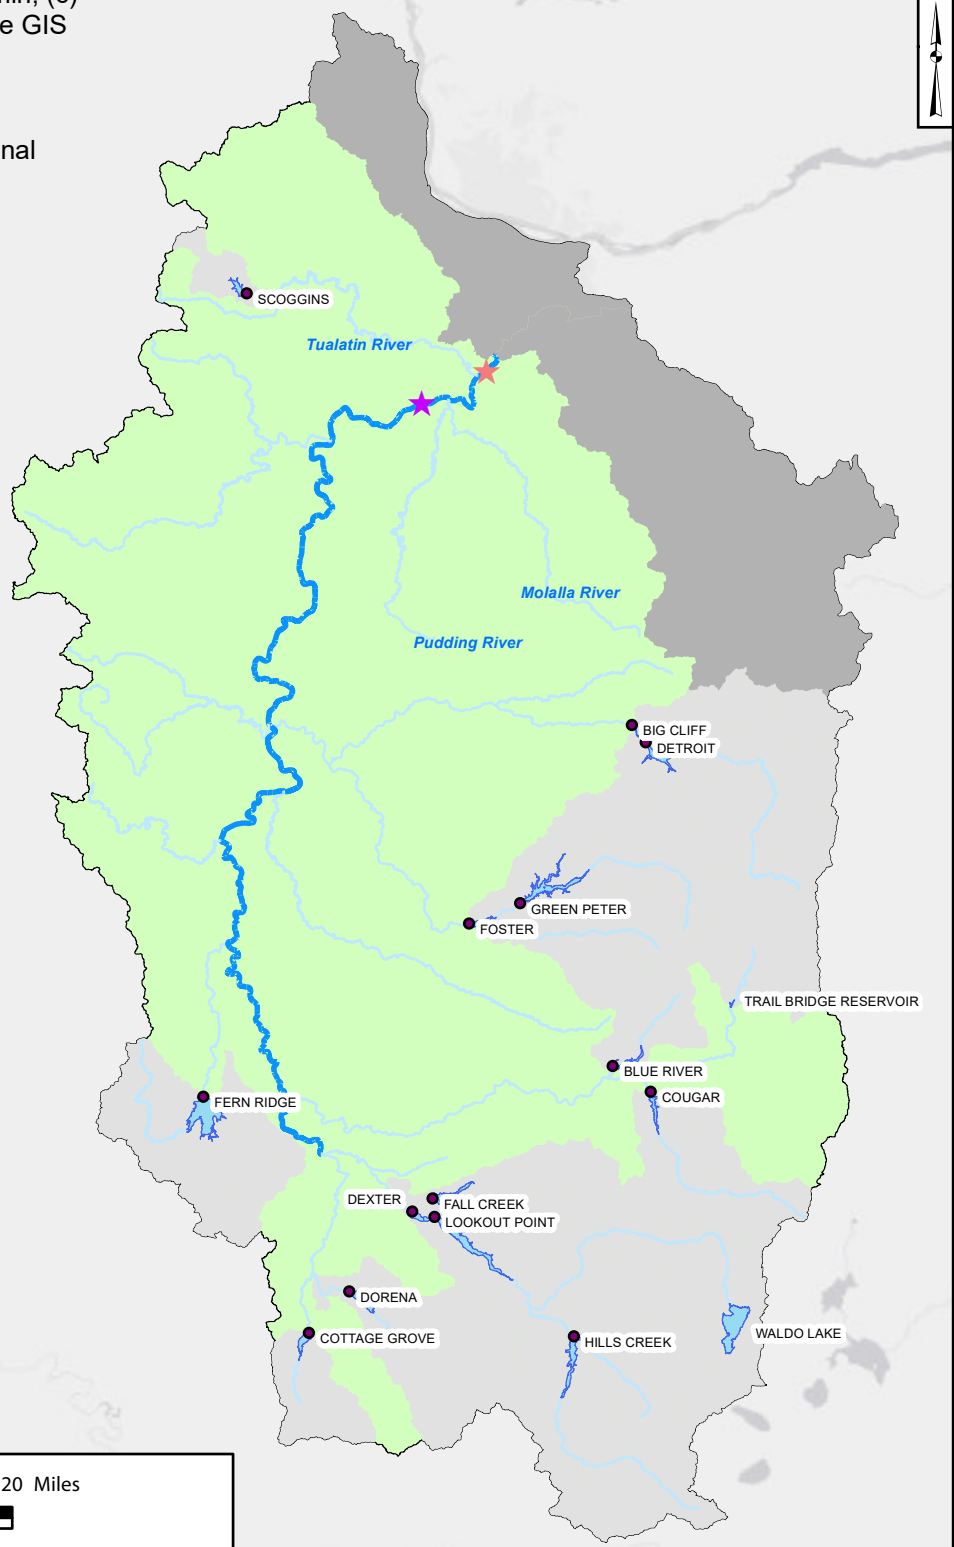 e GIS
nal
SCOGGINS
Tualatin River
Molalla River
Pudding River
BIG CLIFF
DETROIT
GREEN PETER
FOSTER
TRAIL BRIDGE RESERVOIR
BLUE RIVER
COUGAR
FERN RIDGE
DEXTER
FALL CREEK
LOOKOUT POINT
DORENA
COTTAGE GROVE
HILLS CREEK
WALDO LAKE
20 Miles